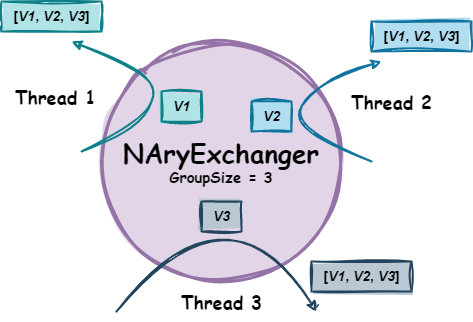 [V1, V2, V3]
[V1, V2, V3]
Thread 1
V1
V2
Thread 2
NAryExchanger
GroupSize = 3
V3
[V1, V2, V3]
Thread 3